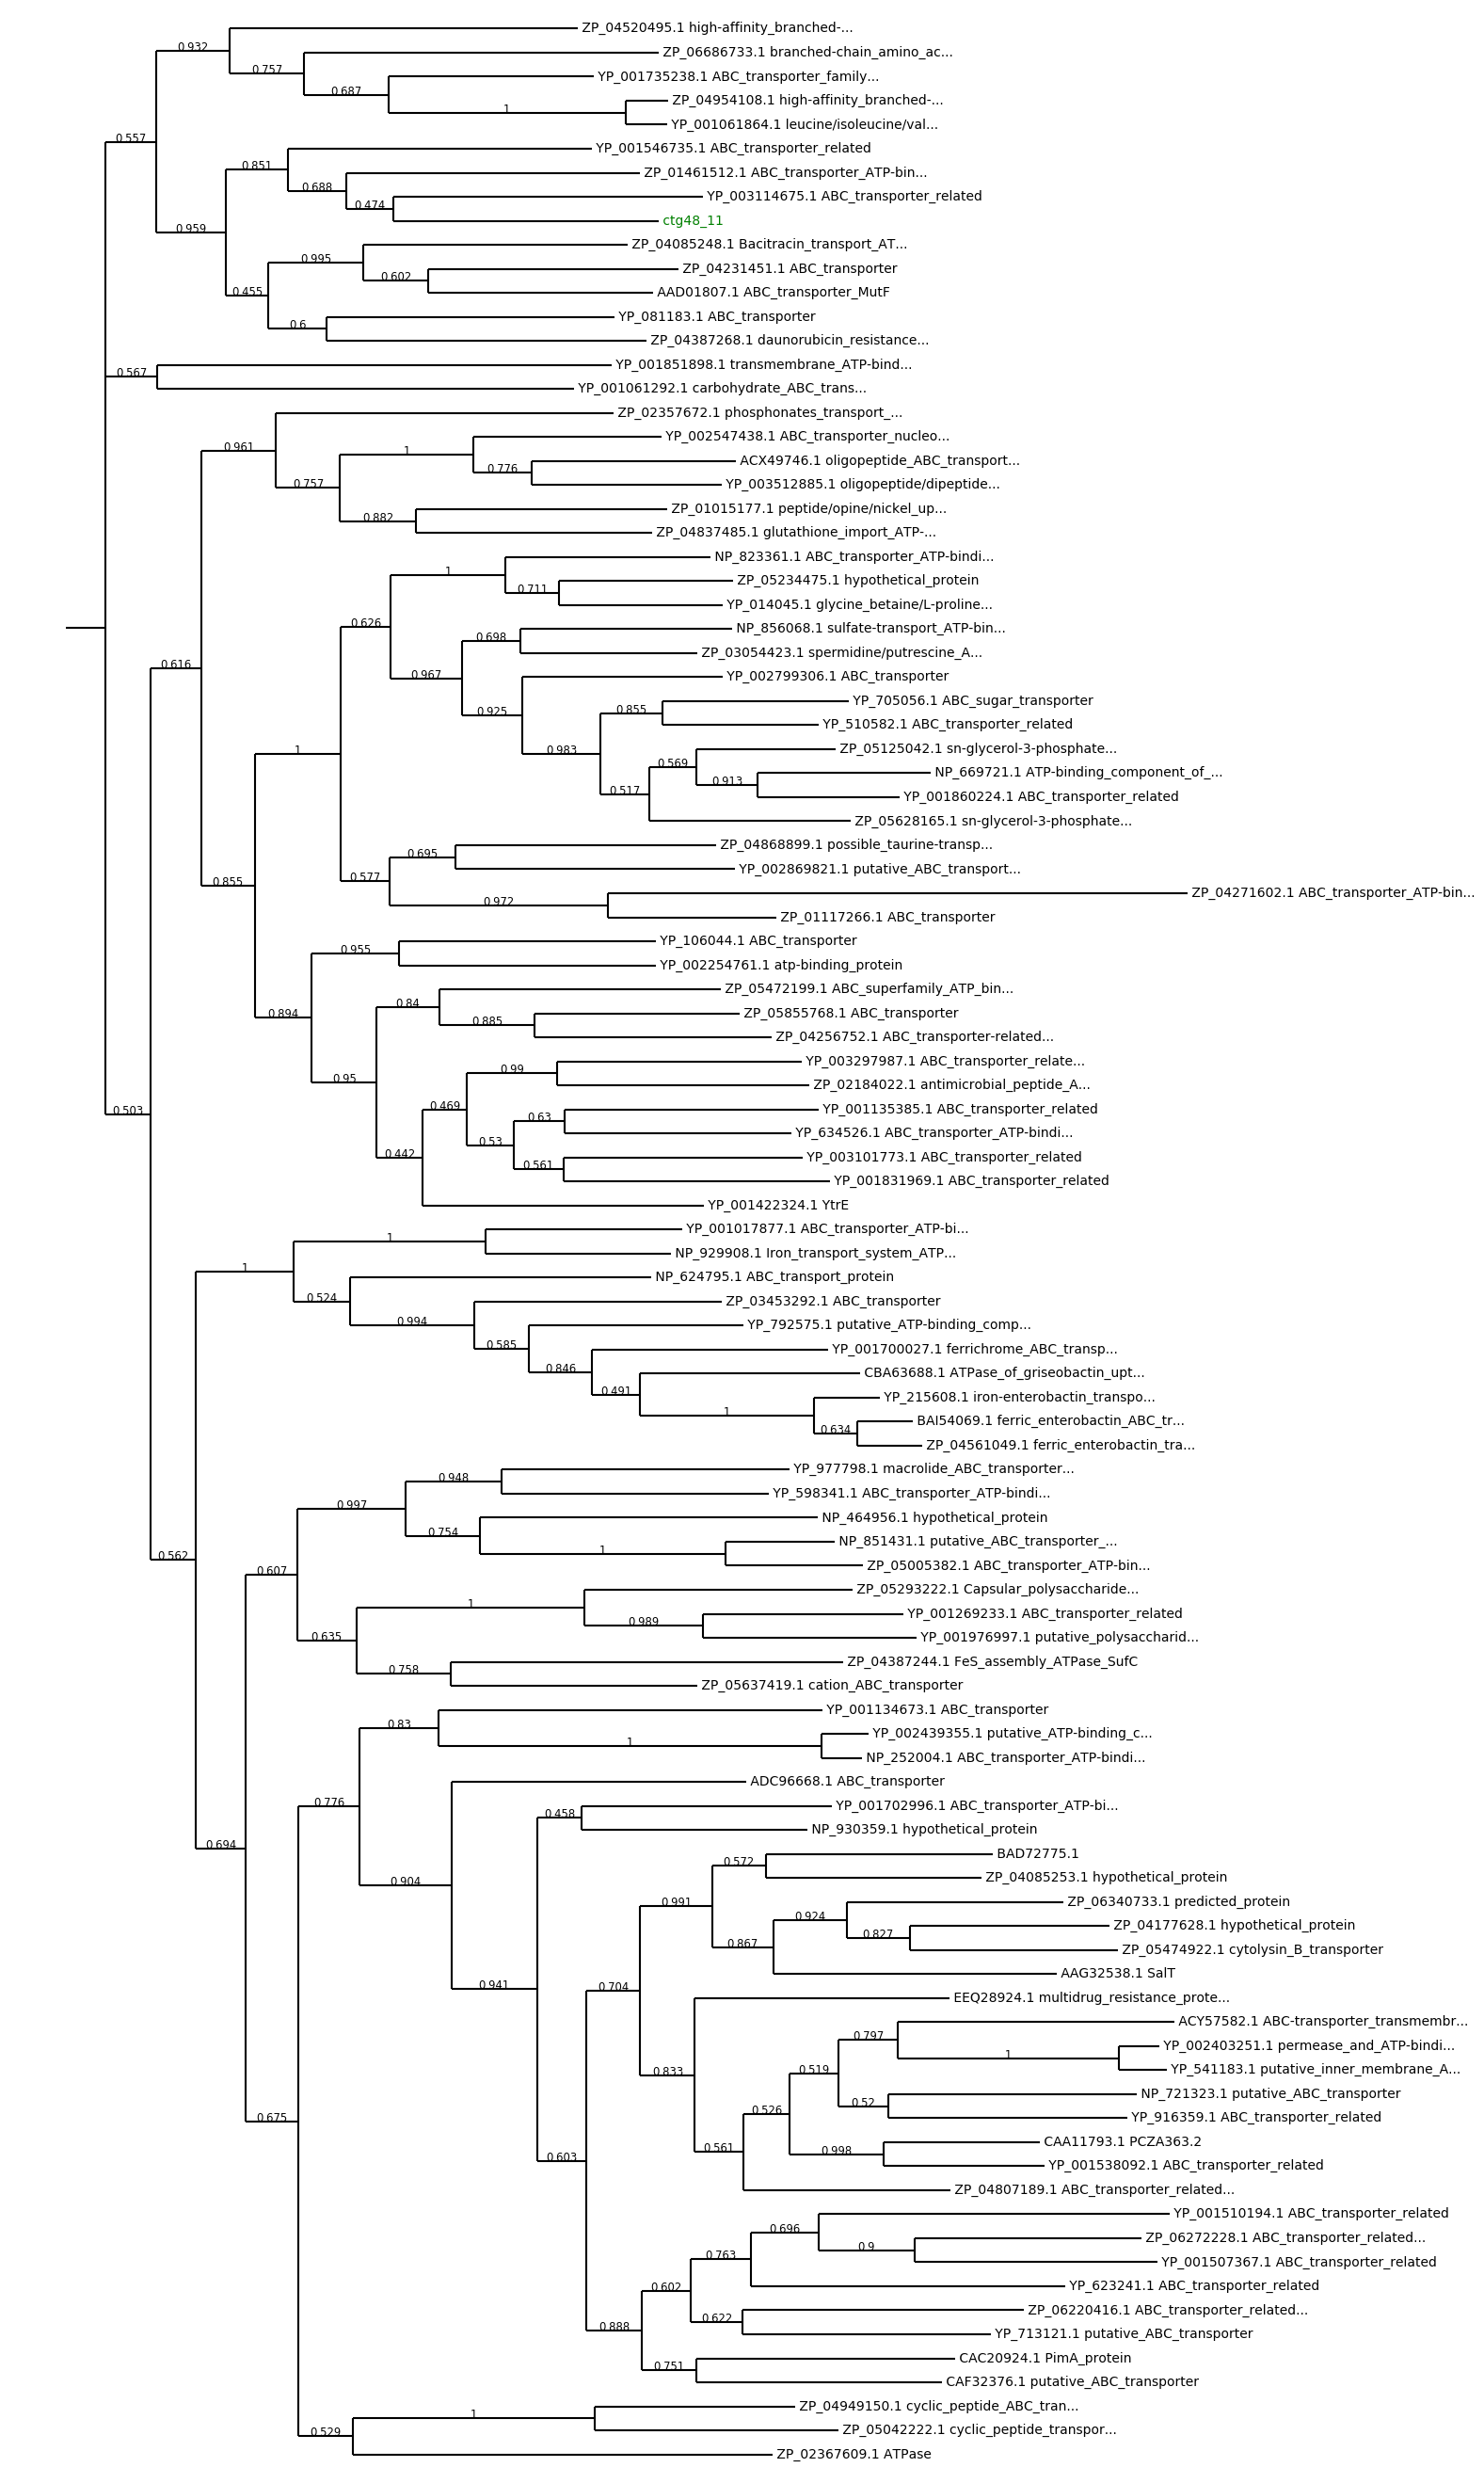 ZP_04520495.1 high-affinity_branched-...
0.932
ZP_06686733.1 branched-chain_amino_ac...
0.757
YP_001735238.1 ABC_transporter_family...
0.687
ZP_04954108.1 high-affinity_branched-...
1
YP_001061864.1 leucine/isoleucine/val...
0.557
YP_001546735.1 ABC_transporter_related
0.851
ZP_01461512.1 ABC_transporter_ATP-bin...
0.688
YP_003114675.1 ABC_transporter_related
0.474
ctg48_11
0.959
ZP_04085248.1 Bacitracin_transport_AT...
0.995
ZP_04231451.1 ABC_transporter
0.602
AAD01807.1 ABC_transporter_MutF
0.455
YP_081183.1 ABC_transporter
0.6
ZP_04387268.1 daunorubicin_resistance...
YP_001851898.1 transmembrane_ATP-bind...
0.567
YP_001061292.1 carbohydrate_ABC_trans...
ZP_02357672.1 phosphonates_transport_...
YP_002547438.1 ABC_transporter_nucleo...
0.961
1
ACX49746.1 oligopeptide_ABC_transport...
0.776
YP_003512885.1 oligopeptide/dipeptide...
0.757
ZP_01015177.1 peptide/opine/nickel_up...
0.882
ZP_04837485.1 glutathione_import_ATP-...
NP_823361.1 ABC_transporter_ATP-bindi...
1
ZP_05234475.1 hypothetical_protein
0.711
YP_014045.1 glycine_betaine/L-proline...
0.626
NP_856068.1 sulfate-transport_ATP-bin...
0.698
ZP_03054423.1 spermidine/putrescine_A...
0.616
0.967
YP_002799306.1 ABC_transporter
YP_705056.1 ABC_sugar_transporter
0.855
0.925
YP_510582.1 ABC_transporter_related
1
0.983
ZP_05125042.1 sn-glycerol-3-phosphate...
0.569
NP_669721.1 ATP-binding_component_of_...
0.913
0.517
YP_001860224.1 ABC_transporter_related
ZP_05628165.1 sn-glycerol-3-phosphate...
ZP_04868899.1 possible_taurine-transp...
0.695
YP_002869821.1 putative_ABC_transport...
0.577
0.855
ZP_04271602.1 ABC_transporter_ATP-bin...
0.972
ZP_01117266.1 ABC_transporter
YP_106044.1 ABC_transporter
0.955
YP_002254761.1 atp-binding_protein
ZP_05472199.1 ABC_superfamily_ATP_bin...
0.84
0.894
ZP_05855768.1 ABC_transporter
0.885
ZP_04256752.1 ABC_transporter-related...
YP_003297987.1 ABC_transporter_relate...
0.99
0.95
ZP_02184022.1 antimicrobial_peptide_A...
0.503
0.469
YP_001135385.1 ABC_transporter_related
0.63
YP_634526.1 ABC_transporter_ATP-bindi...
0.53
0.442
YP_003101773.1 ABC_transporter_related
0.561
YP_001831969.1 ABC_transporter_related
YP_001422324.1 YtrE
YP_001017877.1 ABC_transporter_ATP-bi...
1
NP_929908.1 Iron_transport_system_ATP...
1
NP_624795.1 ABC_transport_protein
0.524
ZP_03453292.1 ABC_transporter
0.994
YP_792575.1 putative_ATP-binding_comp...
0.585
YP_001700027.1 ferrichrome_ABC_transp...
0.846
CBA63688.1 ATPase_of_griseobactin_upt...
0.491
YP_215608.1 iron-enterobactin_transpo...
1
BAI54069.1 ferric_enterobactin_ABC_tr...
0.634
ZP_04561049.1 ferric_enterobactin_tra...
YP_977798.1 macrolide_ABC_transporter...
0.948
YP_598341.1 ABC_transporter_ATP-bindi...
0.997
NP_464956.1 hypothetical_protein
0.754
NP_851431.1 putative_ABC_transporter_...
1
0.562
ZP_05005382.1 ABC_transporter_ATP-bin...
0.607
ZP_05293222.1 Capsular_polysaccharide...
1
YP_001269233.1 ABC_transporter_related
0.989
0.635
YP_001976997.1 putative_polysaccharid...
ZP_04387244.1 FeS_assembly_ATPase_SufC
0.758
ZP_05637419.1 cation_ABC_transporter
YP_001134673.1 ABC_transporter
0.83
YP_002439355.1 putative_ATP-binding_c...
1
NP_252004.1 ABC_transporter_ATP-bindi...
ADC96668.1 ABC_transporter
0.776
YP_001702996.1 ABC_transporter_ATP-bi...
0.458
NP_930359.1 hypothetical_protein
0.694
BAD72775.1
0.572
ZP_04085253.1 hypothetical_protein
0.904
0.991
ZP_06340733.1 predicted_protein
0.924
ZP_04177628.1 hypothetical_protein
0.827
0.867
ZP_05474922.1 cytolysin_B_transporter
AAG32538.1 SalT
0.941
0.704
EEQ28924.1 multidrug_resistance_prote...
ACY57582.1 ABC-transporter_transmembr...
0.797
YP_002403251.1 permease_and_ATP-bindi...
1
0.833
0.519
YP_541183.1 putative_inner_membrane_A...
NP_721323.1 putative_ABC_transporter
0.52
0.526
0.675
YP_916359.1 ABC_transporter_related
CAA11793.1 PCZA363.2
0.561
0.998
0.603
YP_001538092.1 ABC_transporter_related
ZP_04807189.1 ABC_transporter_related...
YP_001510194.1 ABC_transporter_related
0.696
ZP_06272228.1 ABC_transporter_related...
0.9
0.763
YP_001507367.1 ABC_transporter_related
YP_623241.1 ABC_transporter_related
0.602
ZP_06220416.1 ABC_transporter_related...
0.622
0.888
YP_713121.1 putative_ABC_transporter
CAC20924.1 PimA_protein
0.751
CAF32376.1 putative_ABC_transporter
ZP_04949150.1 cyclic_peptide_ABC_tran...
1
ZP_05042222.1 cyclic_peptide_transpor...
0.529
ZP_02367609.1 ATPase